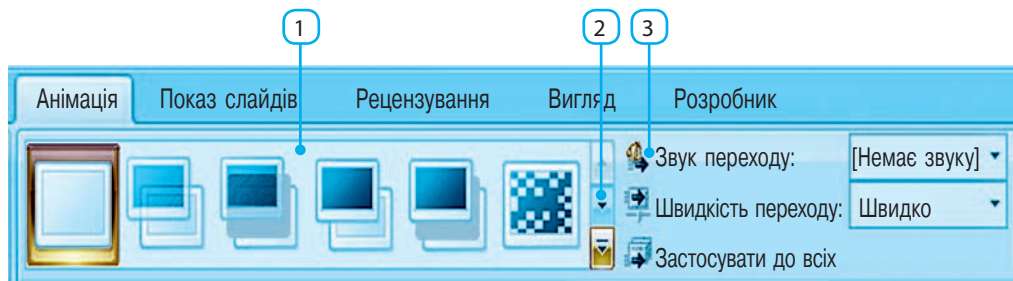 1 2 3
Анімація Показ слайдів Рецензування Вигляд Розробник
Звук переходу: [Немає звуку]
Швидкість переходу: Швидко
Застосувати до всіх